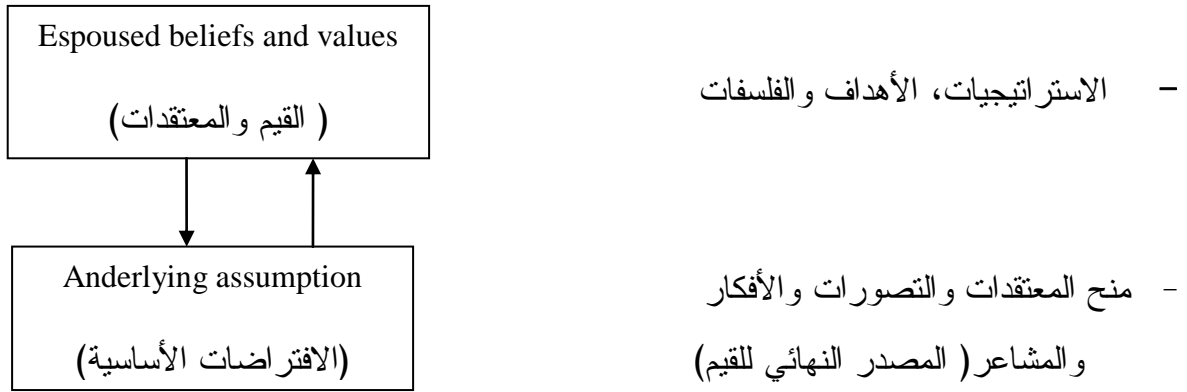 Espoused beliefs and values
( القيم والمعتقدات)
– الاستراتيجيات، الأهداف والفلسفات
Anderlying assumption
(الافتراضات الأساسية)
- منح المعتقدات والتصورات والأفكار
والمشاعر( المصدر النهائي للقيم)